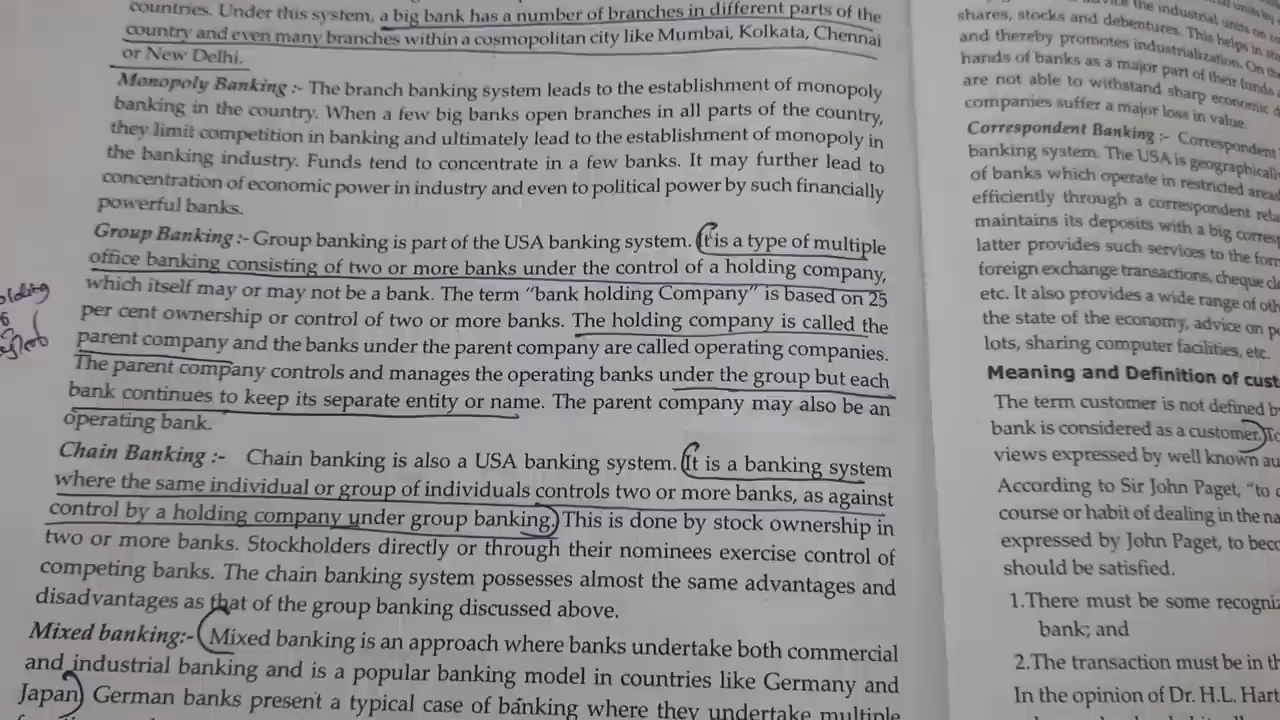 countries. Under this system, a big bank has a number of branches in different parts of the
country and even many branches within a cosmopolitan city like Mumbai, Kolkata, Chennai
or New Delhi.
Monopoly Banking :- The branch banking system leads to the establishment of monopoly
banking in the country. When a few big banks open branches in all parts of the country,
they limit competition in banking and ultimately lead to the establishment of monopoly in
the banking industry. Funds tend to concentrate in a few banks. It may further lead to
concentration of economic power in industry and even to political power by such financially
powerful banks.
Group Banking :- Group banking is part of the USA banking system. It is a type of multiple
office banking consisting of two or more banks under the control of a holding company,
which itself may or may not be a bank. The term “bank holding Company” is based on 25
per cent ownership or control of two or more banks. The holding company is called the
parent company and the banks under the parent company are called operating companies.
The parent company controls and manages the operating banks under the group but each
bank continues to keep its separate entity or name. The parent company may also be an
operating bank.
Chain Banking :- Chain banking is also a USA banking system. It is a banking system
where the same individual or group of individuals controls two or more banks, as against
control by a holding company under group banking. This is done by stock ownership in
two or more banks. Stockholders directly or through their nominees exercise control of
competing banks. The chain banking system possesses almost the same advantages and
disadvantages as that of the group banking discussed above.
Mixed banking:- Mixed banking is an approach where banks undertake both commercial
and industrial banking and is a popular banking model in countries like Germany and
Japan) German banks present a typical case of banking where they undertake multiple
the industrial units on
shares, stocks and debentures. This helps in
and thereby promotes industrialization. On
hands of banks as a major part of their funds
are not able to withstand sharp economic
companies suffer a major loss in value.
Correspondent Banking :- Correspondent
banking system. The USA is geographically
of banks which operate in restricted
efficiently through a correspondent
maintains its deposits with a big
latter provides such services to the
foreign exchange transactions, cheque
etc. It also provides a wide range of
the state of the economy, advice on
lots, sharing computer facilities, etc.
Meaning and Definition of
The term customer is not defined
bank is considered as a customer.)
views expressed by well known
According to Sir John Paget, “to
course or habit of dealing in the
expressed by John Paget, to
should be satisfied.
1.There must be some
bank; and
2.The transaction must be in
In the opinion of Dr. H.L.